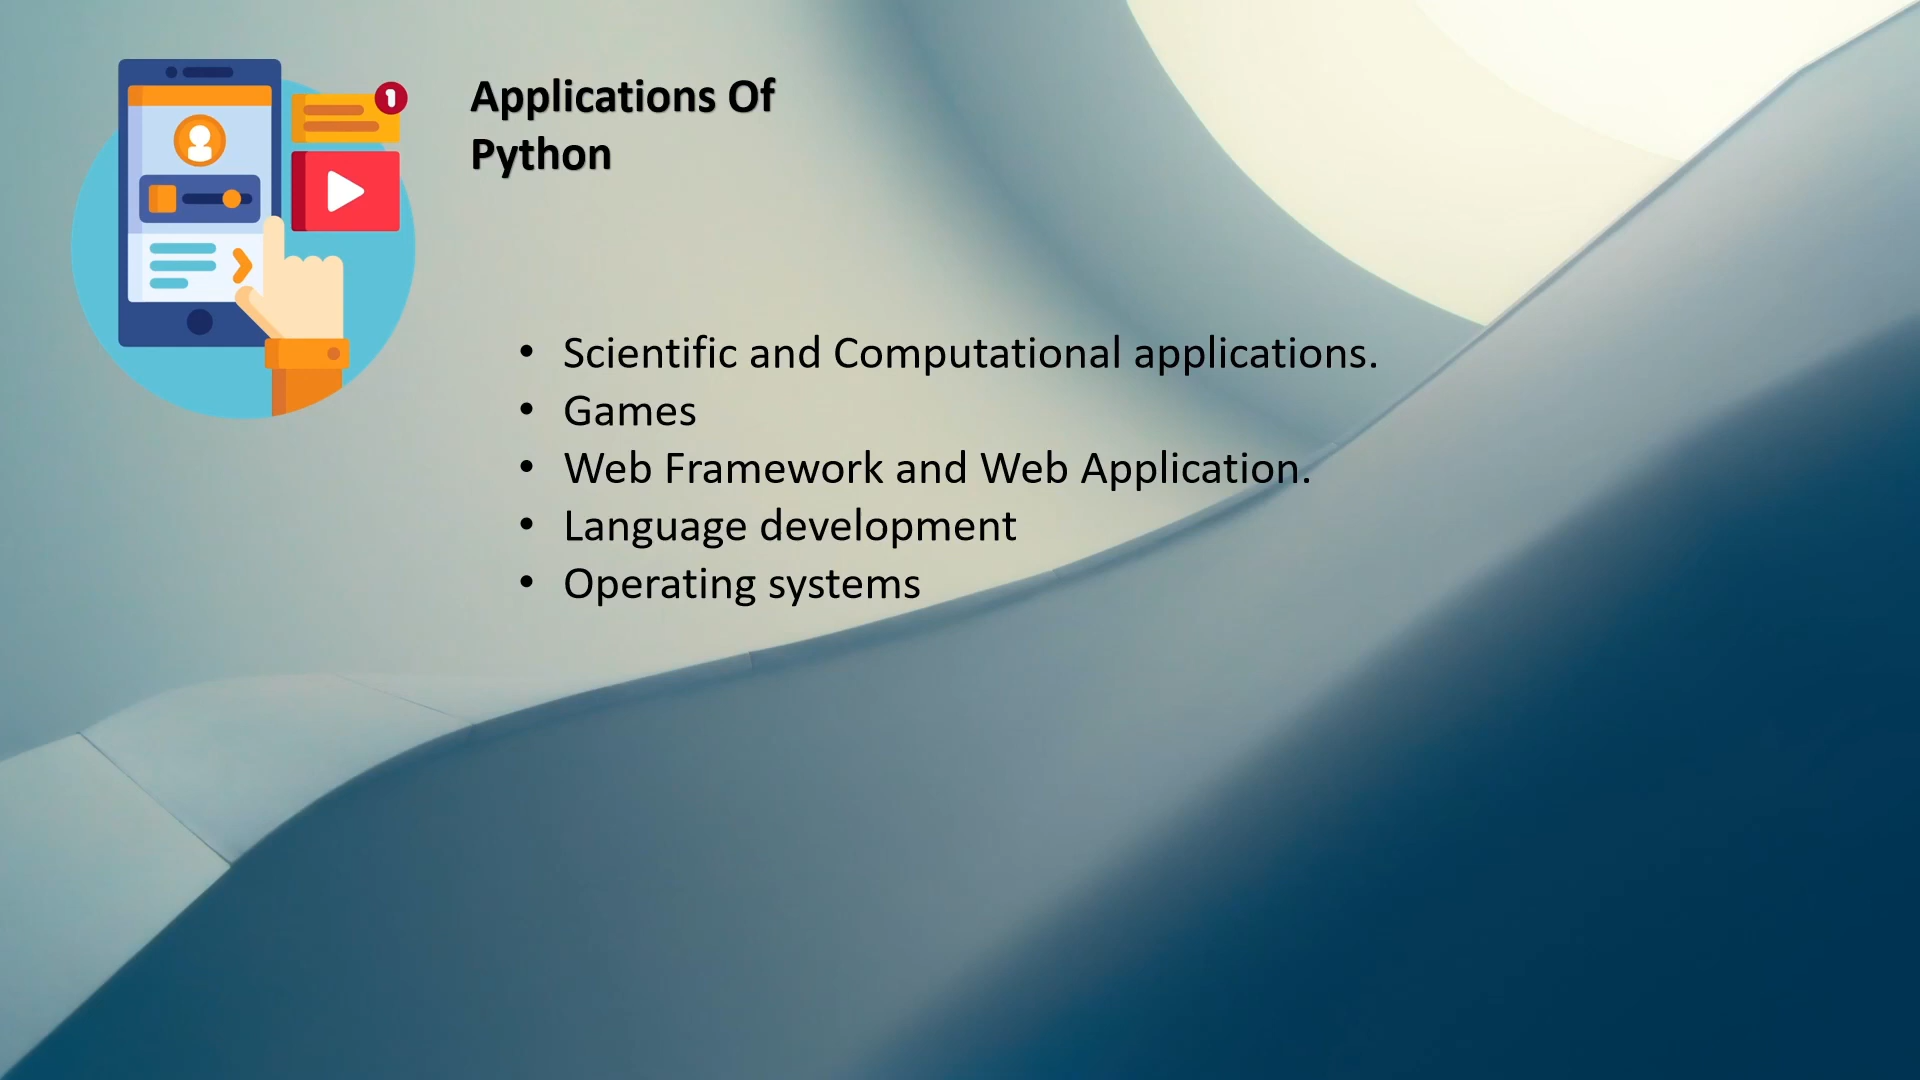 1
Applications Of
Python
• Scientific and Computational applications.
• Games
• Web Framework and Web Application.
• Language development
• Operating systems